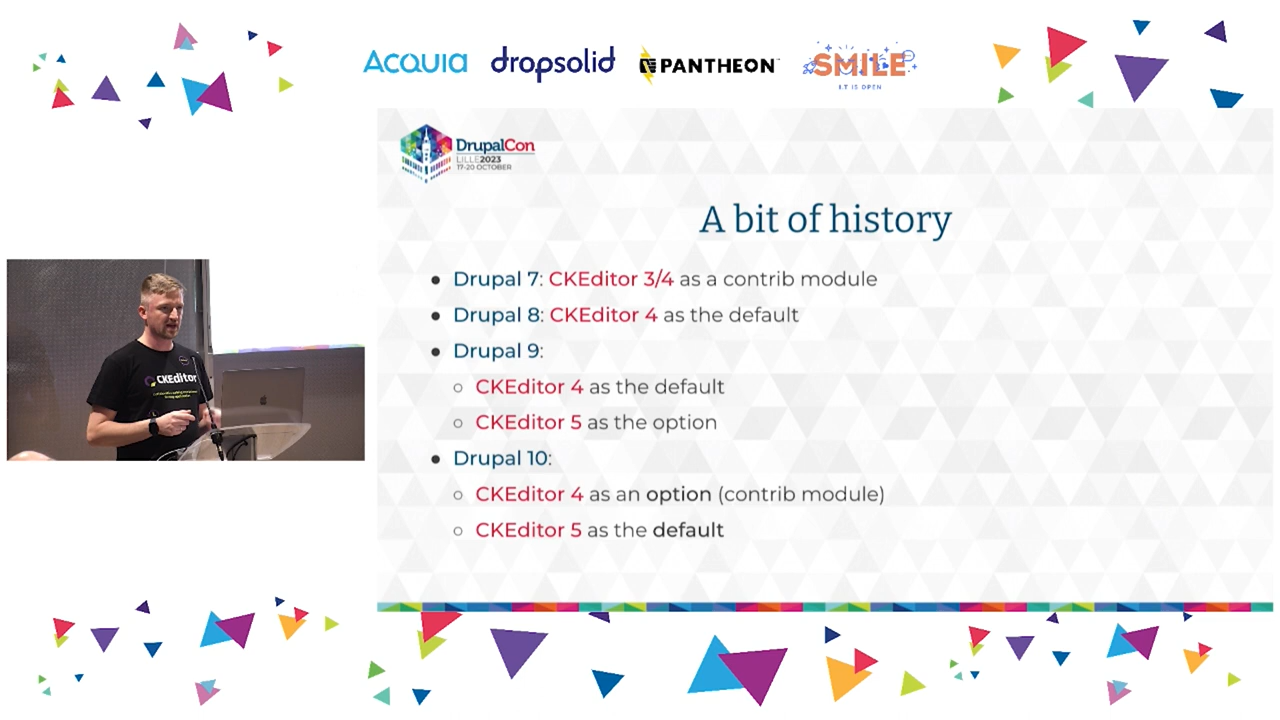 ACQUIA dropsolid PANTHEON SMILE
I.T IS OPEN
DrupalCon
LILLE2023
17-20 OCTOBER
A bit of history
● Drupal 7: CKEditor 3/4 as a contrib module
● Drupal 8: CKEditor 4 as the default
● Drupal 9:
○ CKEditor 4 as the default
○ CKEditor 5 as the option
● Drupal 10:
○ CKEditor 4 as an option (contrib module)
○ CKEditor 5 as the default
CKEditor